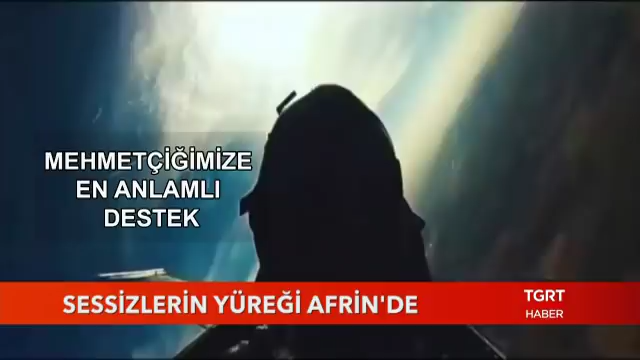 MEHMETÇİĞİMİZE
EN ANLAMLI
DESTEK
SESSİZLERİN YÜREĞİ AFRİN'DE
TGRT
HABER